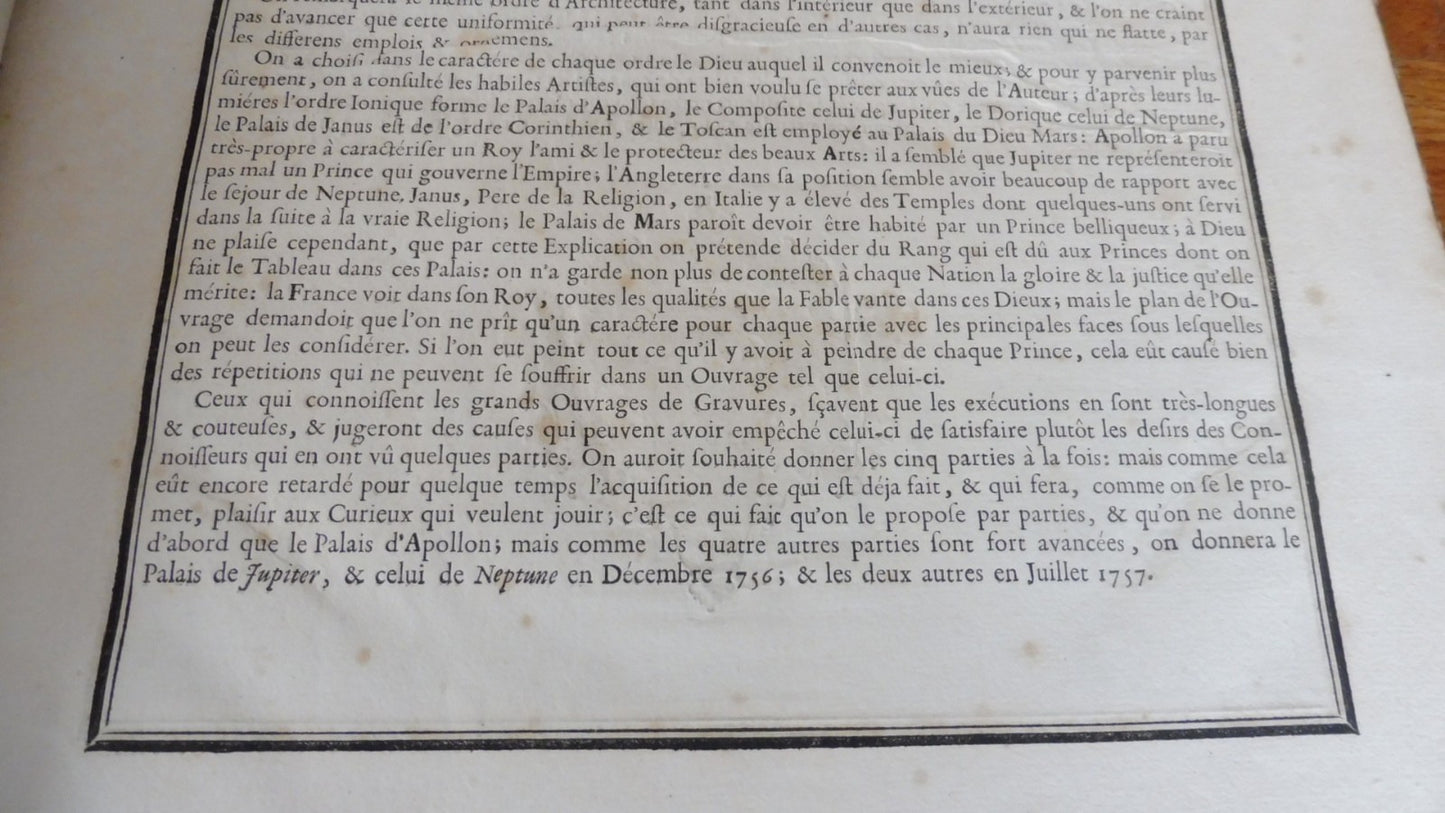 même Ordre d'Architecture, tant dans l'intérieur que dans l'extérieur, & l'on ne craint
pas d'avancer que cette uniformité, qui peut être diſgracieuſe en d'autres cas, n'aura rien qui ne flatte, par
les differens emplois & ornemens.
On a choiſi dans le caractére de chaque ordre le Dieu auquel il convenoit le mieux; & pour y parvenir plus
ſûrement, on a conſulté les habiles Artiſtes, qui ont bien voulu ſe prêter aux vûes de l'Auteur; d'après leurs lu-
miéres l'ordre Ionique forme le Palais d'Apollon, le Compoſite celui de Jupiter, le Dorique celui de Neptune,
le Palais de Janus eſt de l'ordre Corinthien, & le Toſcan eſt employé au Palais du Dieu Mars: Apollon a paru
très-propre à caractériſer un Roy l'ami & le protecteur des beaux Arts: il a ſemblé que Jupiter ne repréſenteroit
pas mal un Prince qui gouverne l'Empire; l'Angleterre dans ſa poſition ſemble avoir beaucoup de rapport avec
le ſejour de Neptune. Janus, Pere de la Religion, en Italie y a élevé des Temples dont quelques-uns ont ſervi
dans la ſuite à la vraie Religion; le Palais de Mars paroît devoir être habité par un Prince belliqueux; à Dieu
ne plaiſe cependant, que par cette Explication on prétende décider du Rang qui eſt dû aux Princes dont on
fait le Tableau dans ces Palais: on n'a garde non plus de conteſter à chaque Nation la gloire & la juſtice qu'elle
mérite: la France voit dans ſon Roy, toutes les qualités que la Fable vante dans ces Dieux; mais le plan de l'Ou-
vrage demandoit que l'on ne prît qu'un caractére pour chaque partie avec les principales faces ſous leſquelles
on peut les conſidérer. Si l'on eut peint tout ce qu'il y avoit à peindre de chaque Prince, cela eût cauſé bien
des répetitions qui ne peuvent ſe ſouffrir dans un Ouvrage tel que celui-ci.
Ceux qui connoiſſent les grands Ouvrages de Gravures, ſçavent que les exécutions en ſont très-longues
& couteuſes, & jugeront des cauſes qui peuvent avoir empêché celui-ci de ſatisfaire plutôt les deſirs des Con-
noiſſeurs qui en ont vû quelques parties. On auroit ſouhaité donner les cinq parties à la fois: mais comme cela
eût encore retardé pour quelque temps l'acquiſition de ce qui eſt déja fait, & qui fera, comme on ſe le pro-
met, plaiſir aux Curieux qui veulent jouir; c'eſt ce qui fait qu'on le propoſe par parties, & qu'on ne donne
d'abord que le Palais d'Apollon; mais comme les quatre autres parties ſont fort avancées, on donnera le
Palais de Jupiter, & celui de Neptune en Décembre 1756; & les deux autres en Juillet 1757.